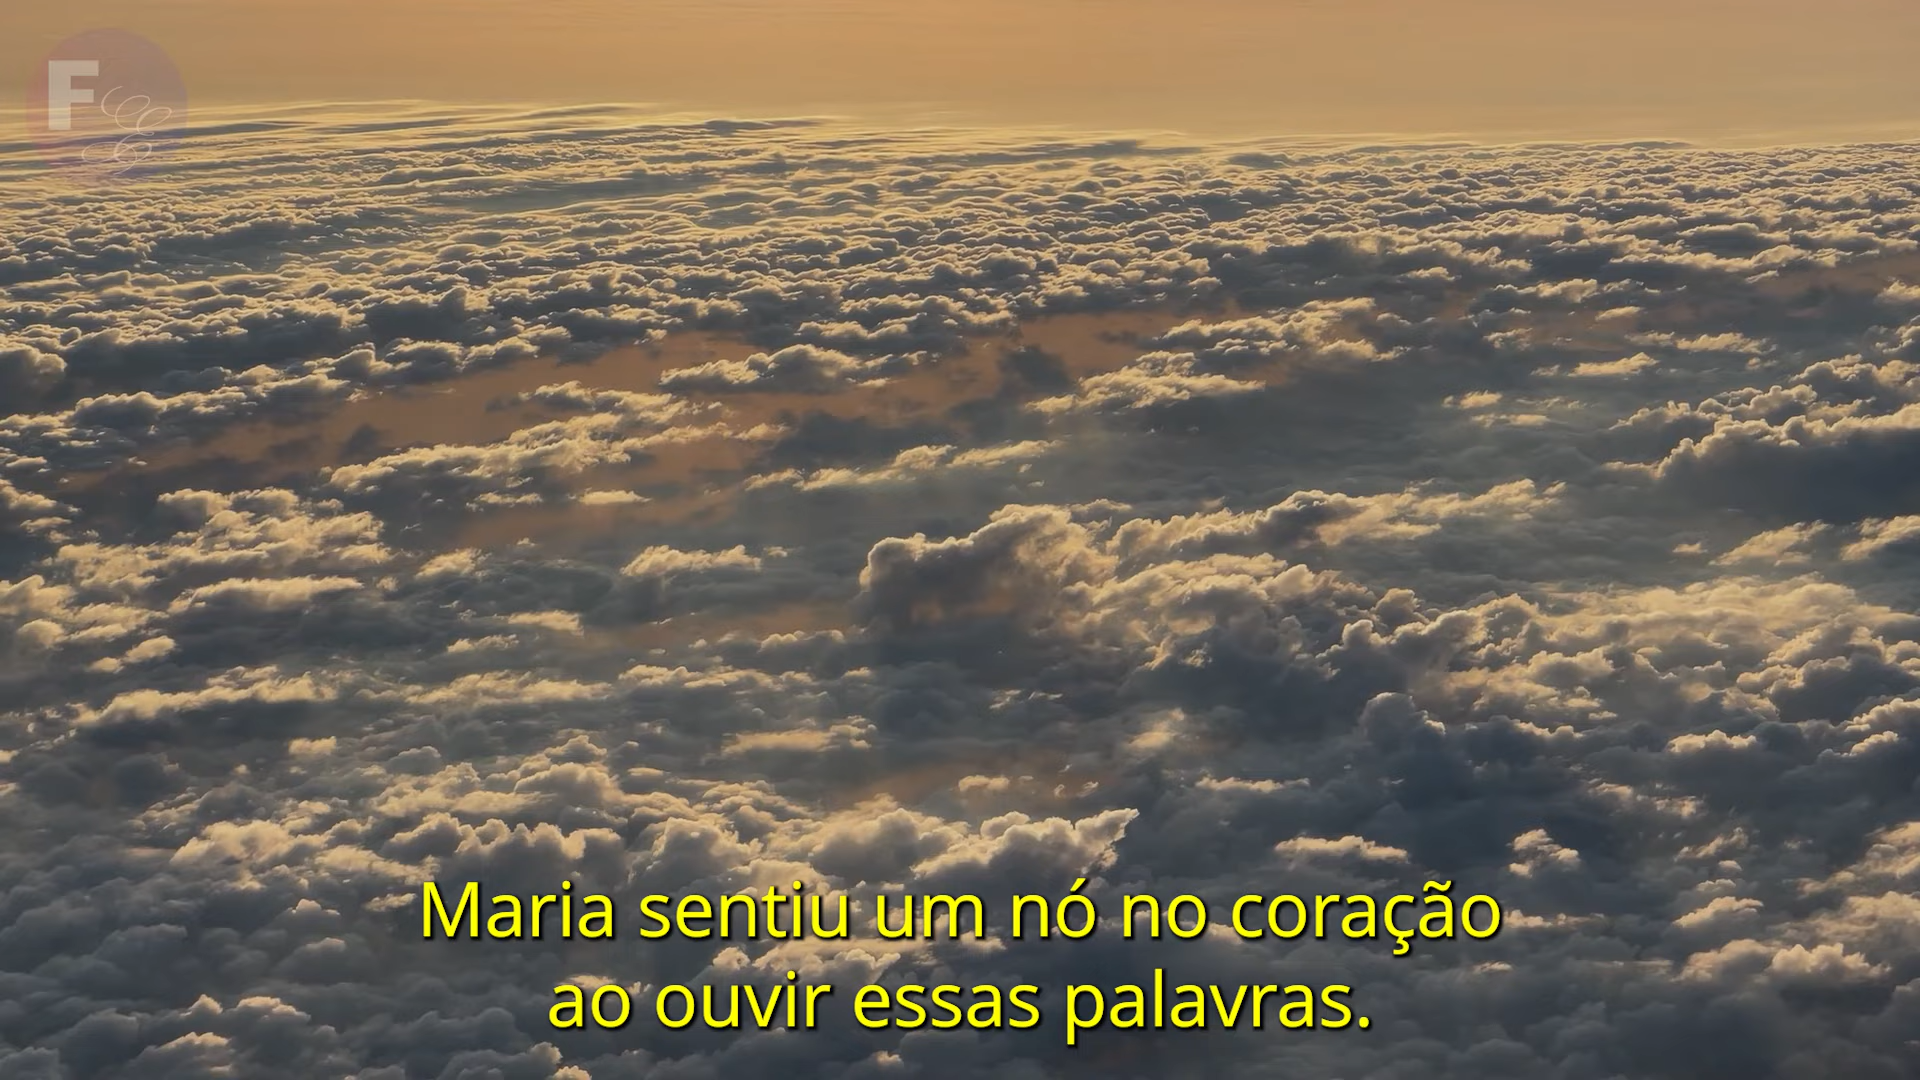 F
Maria sentiu um nó no coração
ao ouvir essas palavras.